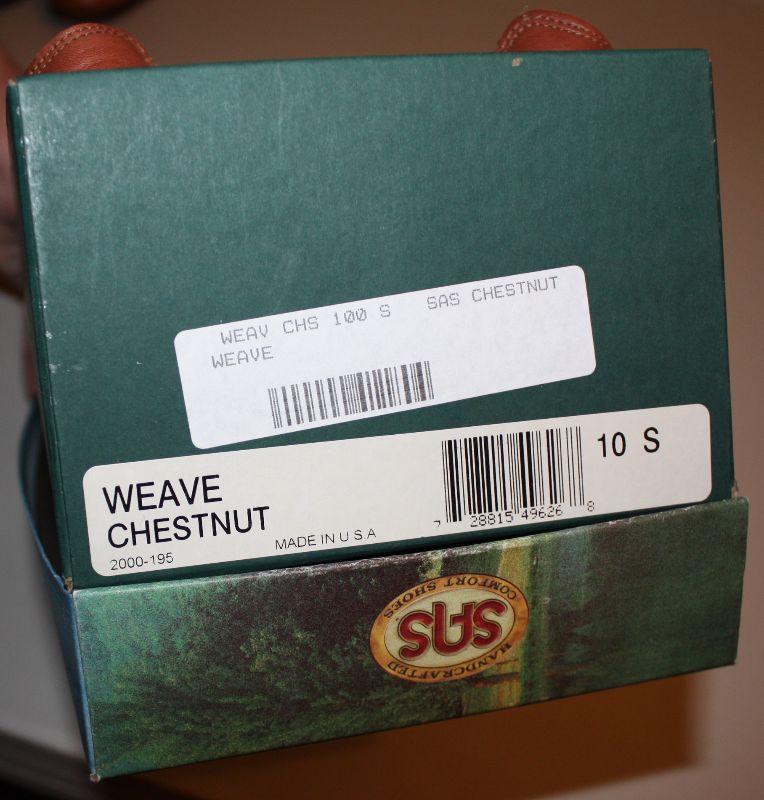 WEAV CHS 100 S SAS CHESTNUT
WEAVE
WEAVE
CHESTNUT
2000-195
MADE IN U S A
7 28815 49626 8
10 S
HANDCRAFTED
SAS
COMFORT SHOES